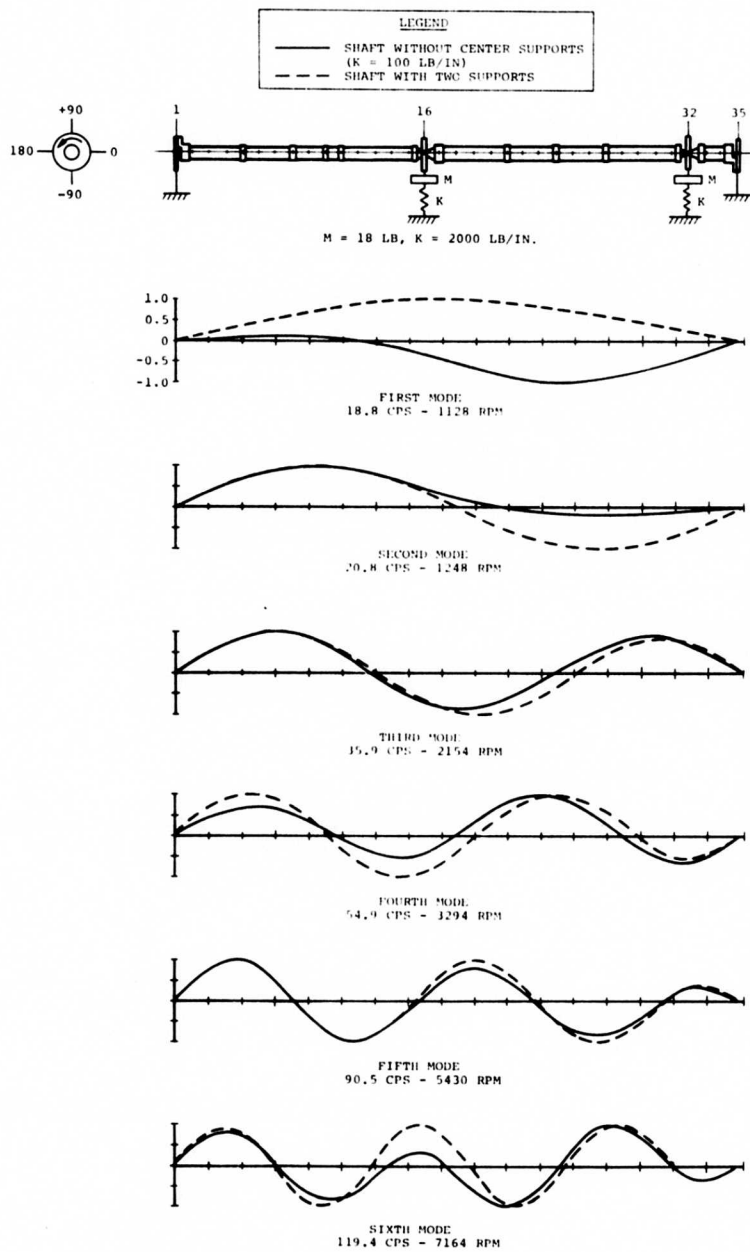 LEGEND
SHAFT WITHOUT CENTER SUPPORTS
(K = 100 LB/IN)
SHAFT WITH TWO SUPPORTS
+90
180
0
-90
1
16
32
35
M
K
M
K
M = 18 LB, K = 2000 LB/IN.
1.0
0.5
0
-0.5
-1.0
FIRST MODE
18.8 CPS - 1128 RPM
SECOND MODE
20.8 CPS - 1248 RPM
THIRD MODE
35.9 CPS - 2154 RPM
FOURTH MODE
54.9 CPS - 3294 RPM
FIFTH MODE
90.5 CPS - 5430 RPM
SIXTH MODE
119.4 CPS - 7164 RPM